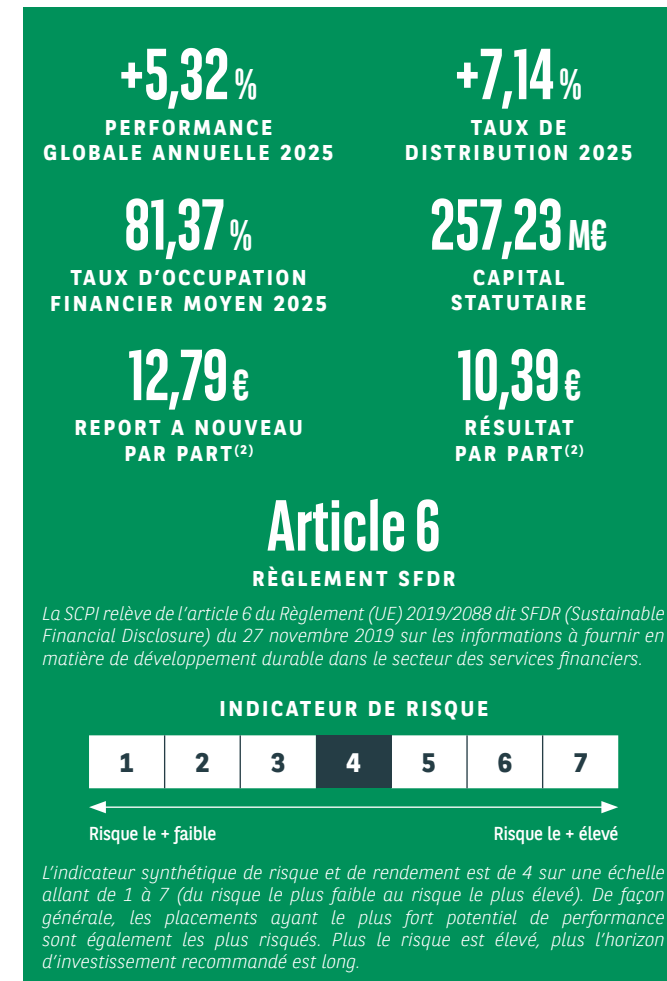 +5,32 %
PERFORMANCE
GLOBALE ANNUELLE 2025
+7,14 %
TAUX DE
DISTRIBUTION 2025
81,37 %
TAUX D’OCCUPATION
FINANCIER MOYEN 2025
257,23 M€
CAPITAL
STATUTAIRE
12,79 €
REPORT A NOUVEAU
PAR PART(2)
10,39 €
RÉSULTAT
PAR PART(2)
Article 6
RÈGLEMENT SFDR
La SCPI relève de l’article 6 du Règlement (UE) 2019/2088 dit SFDR (Sustainable
Financial Disclosure) du 27 novembre 2019 sur les informations à fournir en
matière de développement durable dans le secteur des services financiers.
INDICATEUR DE RISQUE
1 2 3 4 5 6 7
Risque le + faible Risque le + élevé
L’indicateur synthétique de risque et de rendement est de 4 sur une échelle
allant de 1 à 7 (du risque le plus faible au risque le plus élevé). De façon
générale, les placements ayant le plus fort potentiel de performance
sont également les plus risqués. Plus le risque est élevé, plus l’horizon
d’investissement recommandé est long.